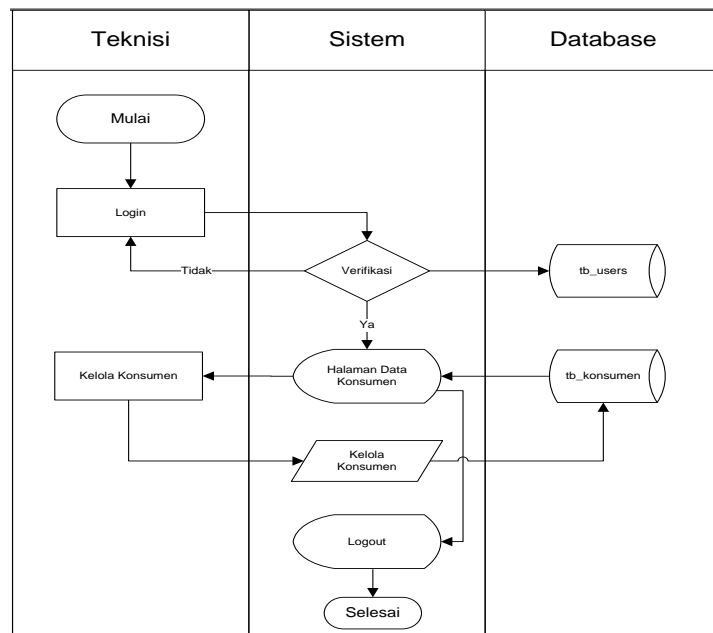 Teknisi
Sistem
Database
Mulai
Login
Tidak
Verifikasi
tb_users
Ya
Kelola Konsumen
Halaman Data
Konsumen
tb_konsumen
Kelola
Konsumen
Logout
Selesai